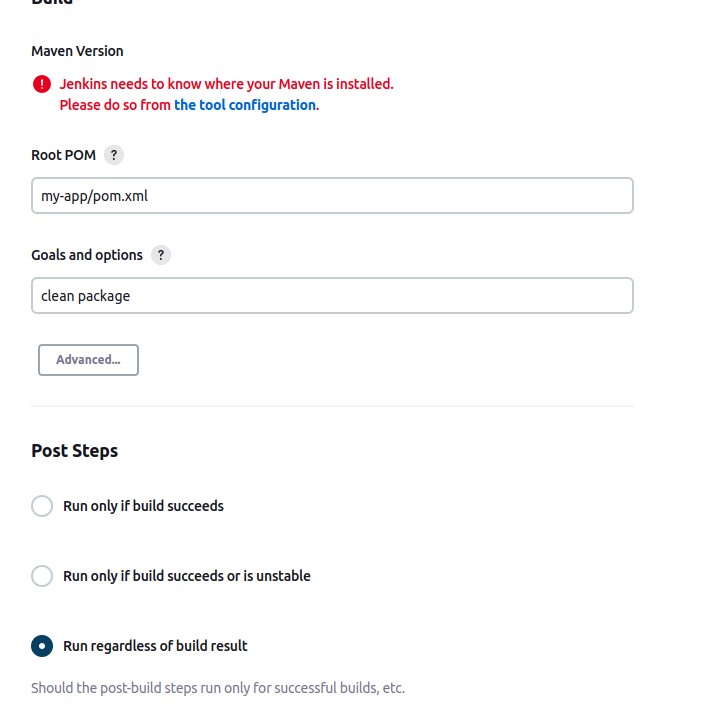 Build
Maven Version
! Jenkins needs to know where your Maven is installed.
Please do so from the tool configuration.
Root POM ?
my-app/pom.xml
Goals and options ?
clean package
Advanced...
Post Steps
Run only if build succeeds
Run only if build succeeds or is unstable
Run regardless of build result
Should the post-build steps run only for successful builds, etc.